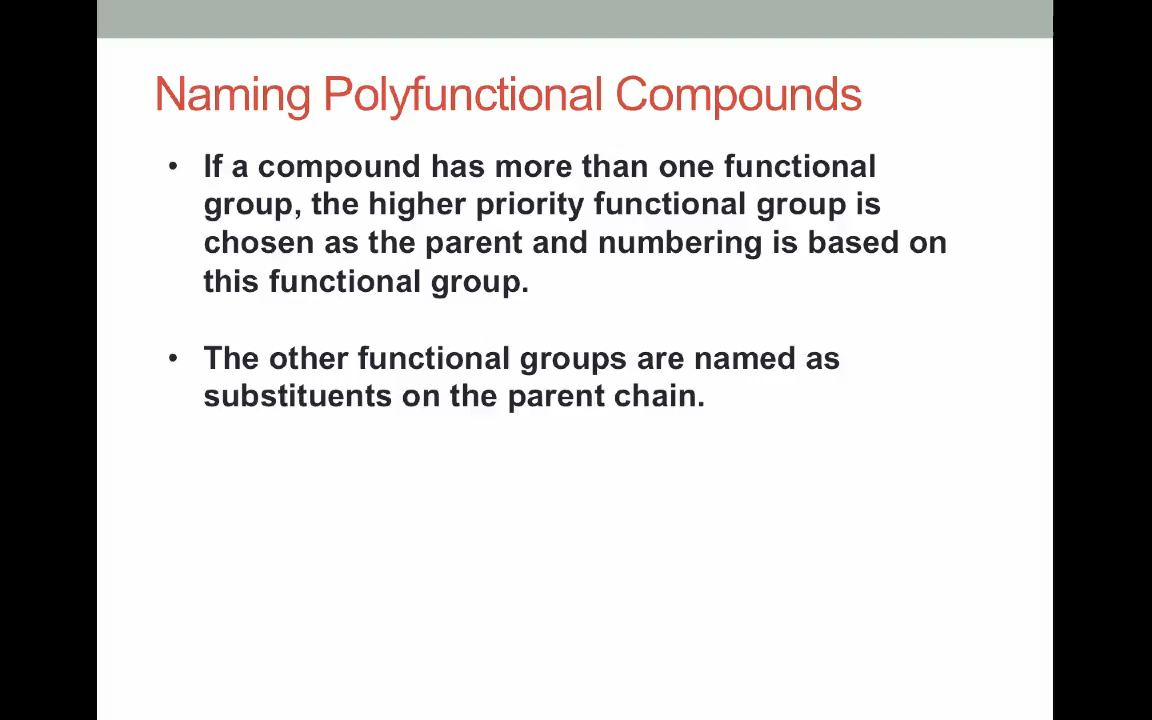 Naming Polyfunctional Compounds
• If a compound has more than one functional
group, the higher priority functional group is
chosen as the parent and numbering is based on
this functional group.
• The other functional groups are named as
substituents on the parent chain.